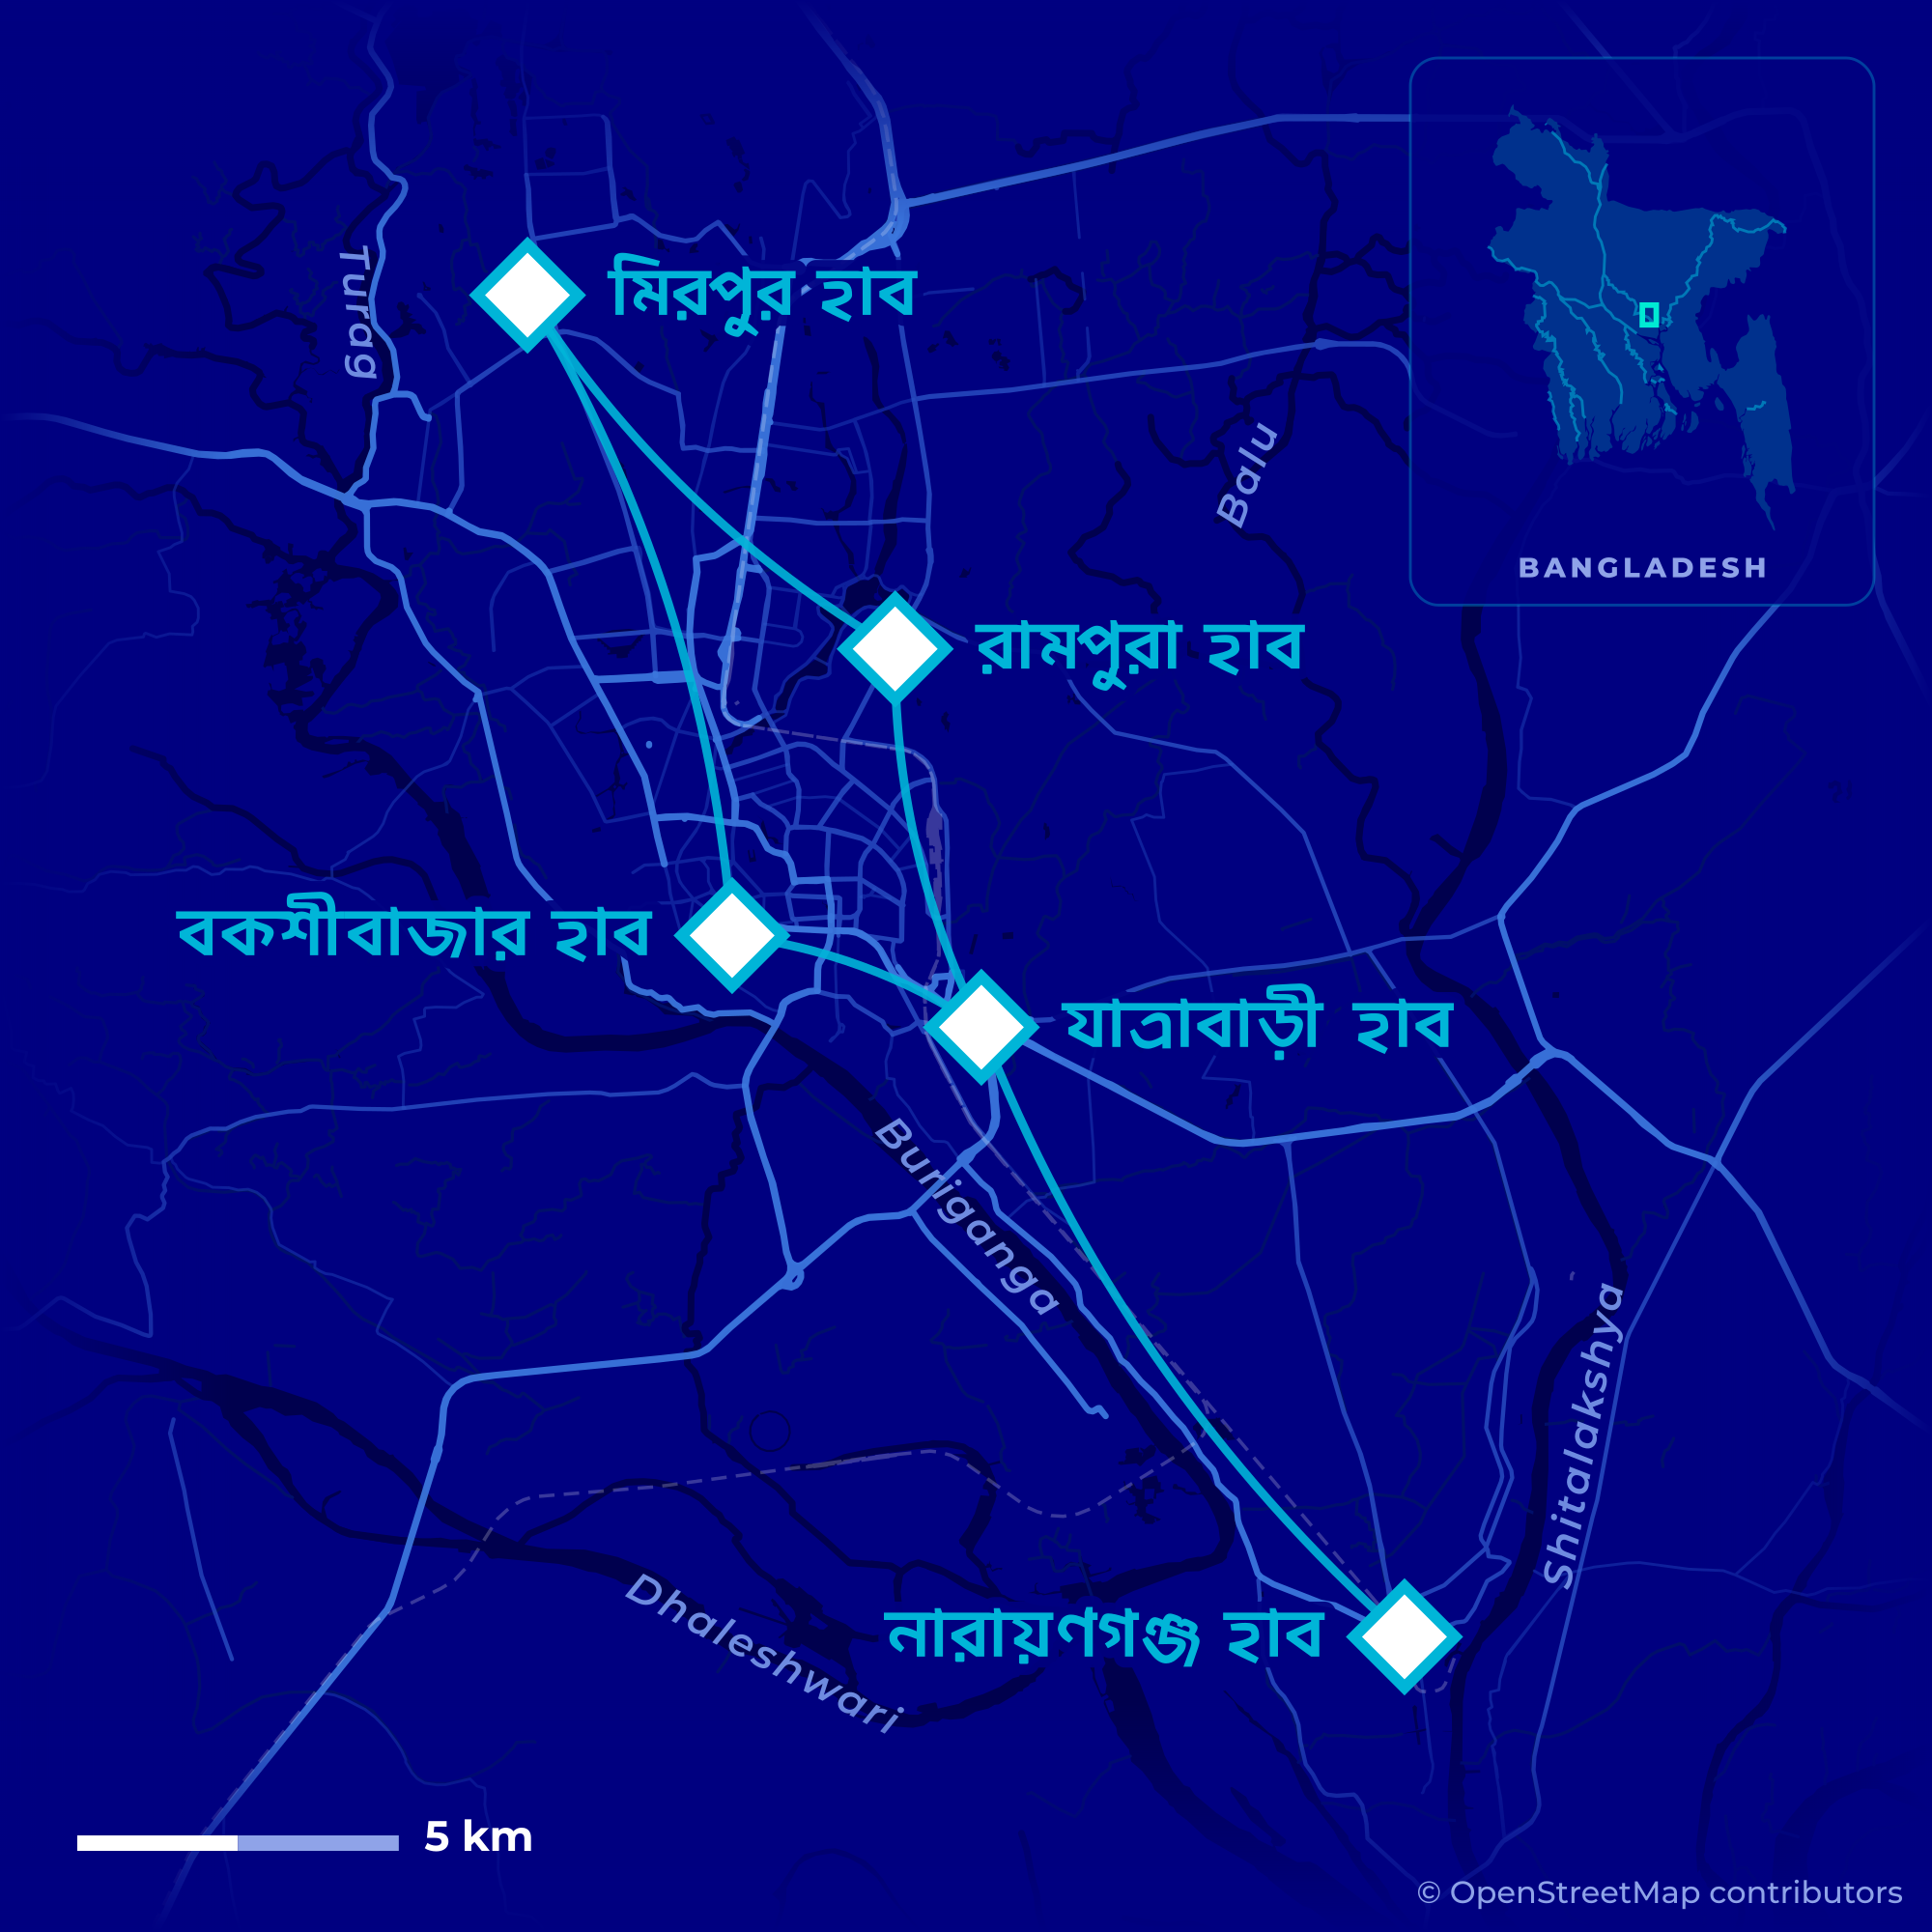 মিরপুর হাব
Turag
Balu
BANGLADESH
রামপুরা হাব
বকশীবাজার হাব
যাত্রাবাড়ী হাব
Buriganga
Shitalakshya
Dhaleshwari
নারায়ণগঞ্জ হাব
5 km
© OpenStreetMap contributors